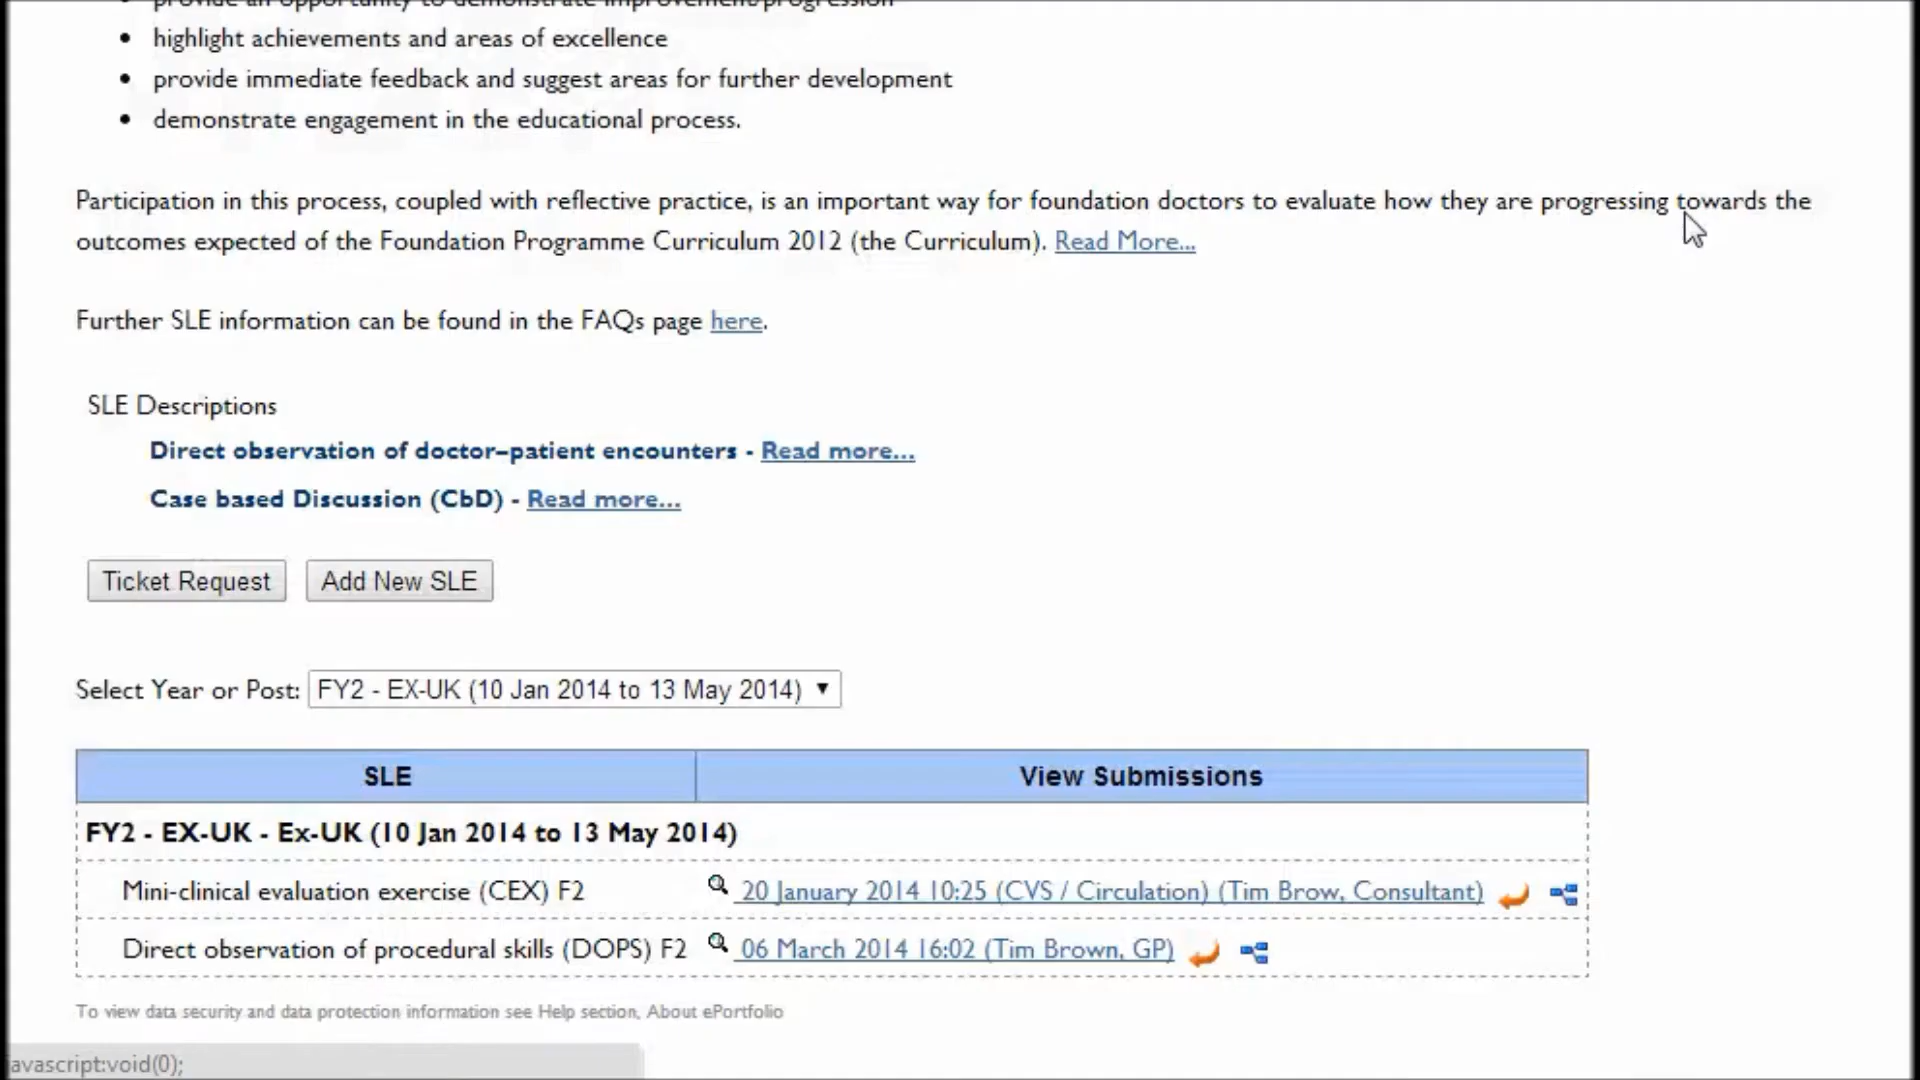 provide an opportunity to demonstrate improvement/progression
highlight achievements and areas of excellence
provide immediate feedback and suggest areas for further development
demonstrate engagement in the educational process.
Participation in this process, coupled with reflective practice, is an important way for foundation doctors to evaluate how they are progressing towards the
outcomes expected of the Foundation Programme Curriculum 2012 (the Curriculum). Read More...
Further SLE information can be found in the FAQs page here.
SLE Descriptions
Direct observation of doctor–patient encounters - Read more...
Case based Discussion (CbD) - Read more...
Ticket Request Add New SLE
Select Year or Post: FY2 - EX-UK (10 Jan 2014 to 13 May 2014)
SLE View Submissions
FY2 - EX-UK - Ex-UK (10 Jan 2014 to 13 May 2014)
Mini-clinical evaluation exercise (CEX) F2 20 January 2014 10:25 (CVS / Circulation) (Tim Brow, Consultant)
Direct observation of procedural skills (DOPS) F2 06 March 2014 16:02 (Tim Brown, GP)
To view data security and data protection information see Help section, About ePortfolio
avascript:void(0);